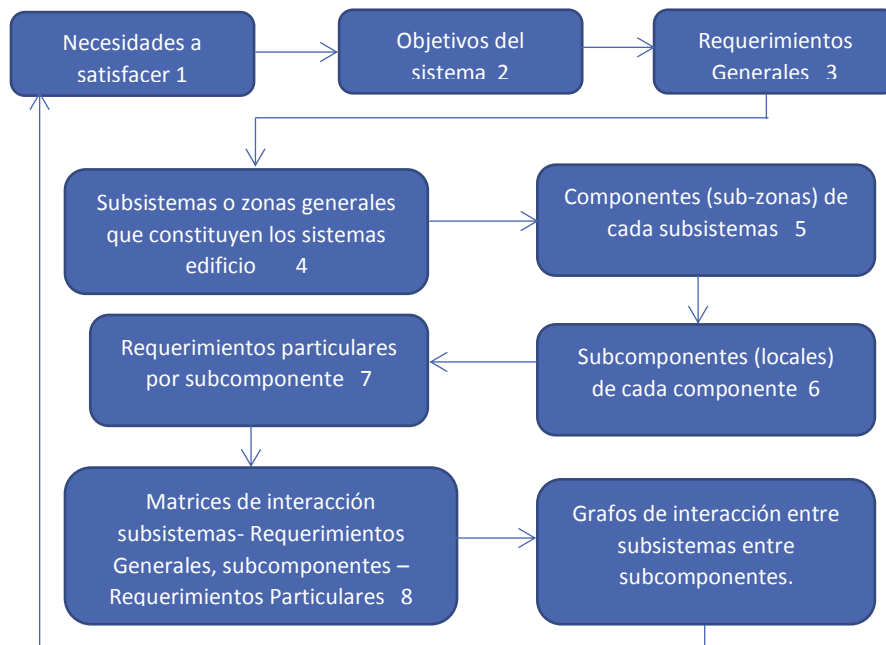 Necesidades a
satisfacer 1
Objetivos del
sistema 2
Requerimientos
Generales 3
Subsistemas o zonas generales
que constituyen los sistemas
edificio 4
Componentes (sub-zonas) de
cada subsistemas 5
Subcomponentes (locales)
de cada componente 6
Requerimientos particulares
por subcomponente 7
Matrices de interacción
subsistemas- Requerimientos
Generales, subcomponentes –
Requerimientos Particulares 8
Grafos de interacción entre
subsistemas entre
subcomponentes.